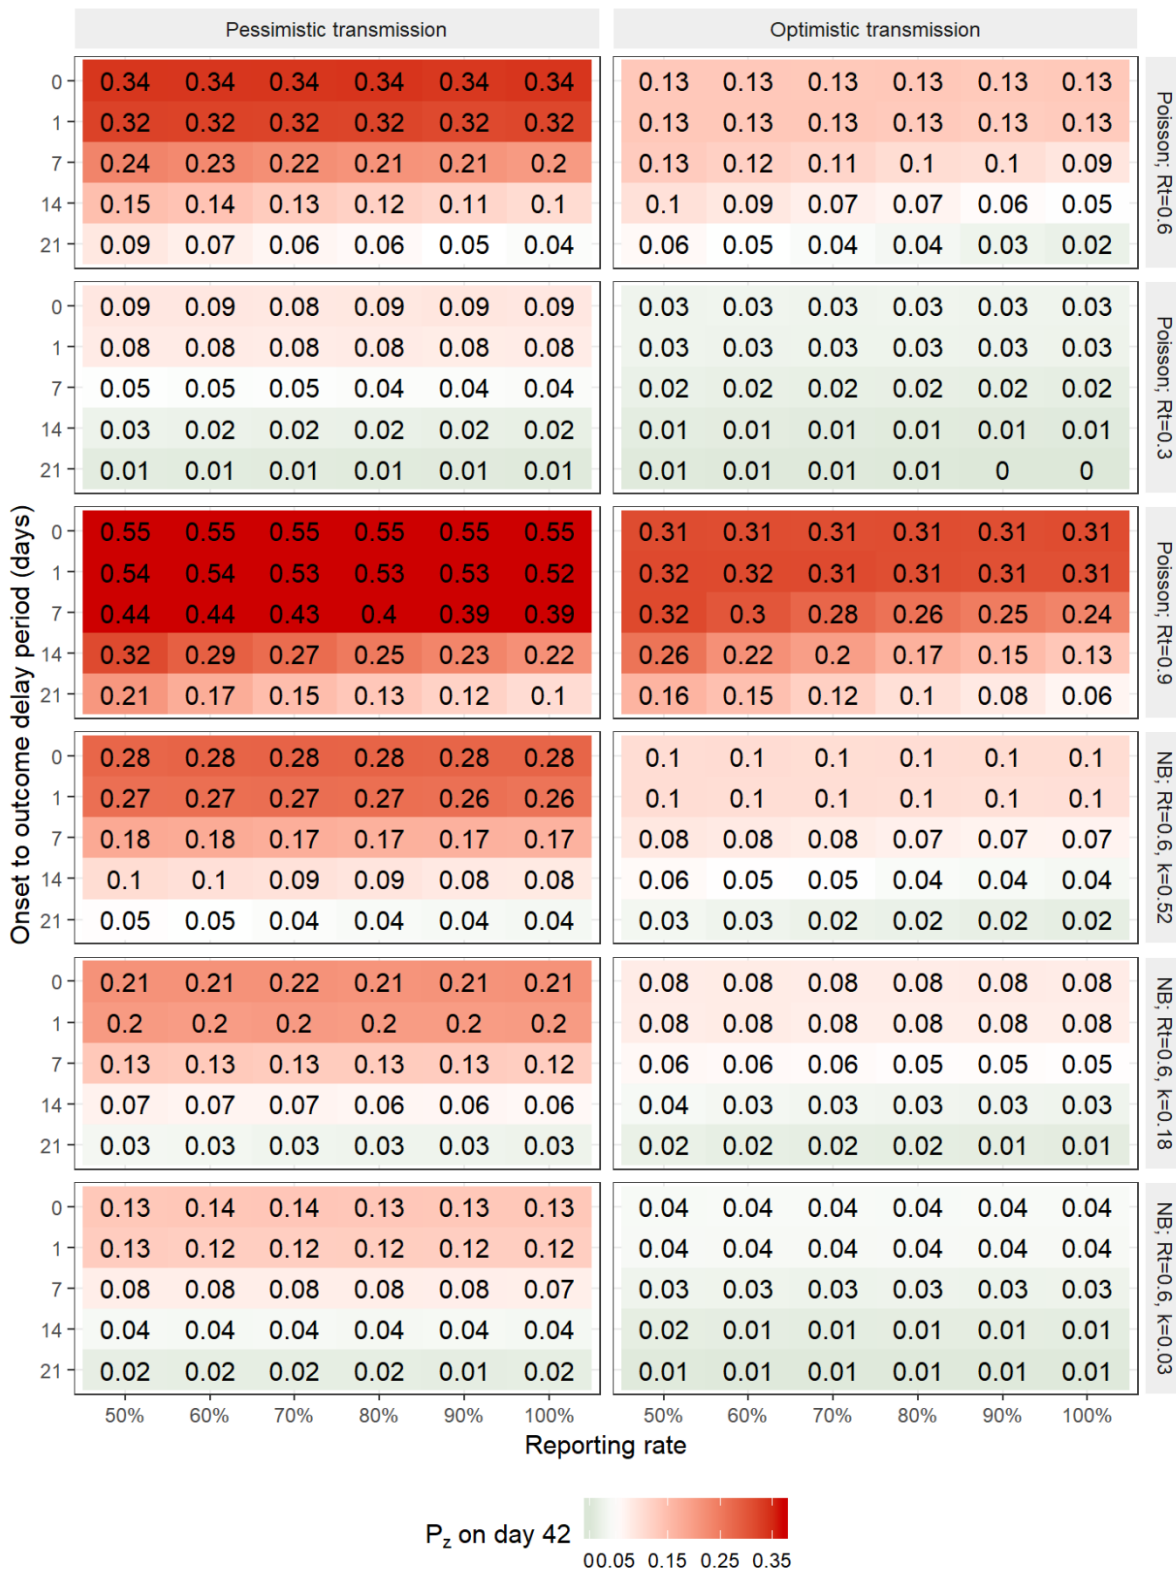 Pessimistic transmission Optimistic transmission
0 0.34 0.34 0.34 0.34 0.34 0.34 0.13 0.13 0.13 0.13 0.13 0.13
1 0.32 0.32 0.32 0.32 0.32 0.32 0.13 0.13 0.13 0.13 0.13 0.13
7 0.24 0.23 0.22 0.21 0.21 0.2 0.13 0.12 0.11 0.1 0.1 0.09
14 0.15 0.14 0.13 0.12 0.11 0.1 0.1 0.09 0.07 0.07 0.06 0.05
21 0.09 0.07 0.06 0.06 0.05 0.04 0.06 0.05 0.04 0.04 0.03 0.02
Poisson; Rt=0.6
0 0.09 0.09 0.08 0.09 0.09 0.09 0.03 0.03 0.03 0.03 0.03 0.03
1 0.08 0.08 0.08 0.08 0.08 0.08 0.03 0.03 0.03 0.03 0.03 0.03
7 0.05 0.05 0.05 0.04 0.04 0.04 0.02 0.02 0.02 0.02 0.02 0.02
14 0.03 0.02 0.02 0.02 0.02 0.02 0.01 0.01 0.01 0.01 0.01 0.01
21 0.01 0.01 0.01 0.01 0.01 0.01 0.01 0.01 0.01 0.01 0 0
Poisson; Rt=0.3
0 0.55 0.55 0.55 0.55 0.55 0.55 0.31 0.31 0.31 0.31 0.31 0.31
1 0.54 0.54 0.53 0.53 0.53 0.52 0.32 0.32 0.31 0.31 0.31 0.31
7 0.44 0.44 0.43 0.4 0.39 0.39 0.32 0.3 0.28 0.26 0.25 0.24
14 0.32 0.29 0.27 0.25 0.23 0.22 0.26 0.22 0.2 0.17 0.15 0.13
21 0.21 0.17 0.15 0.13 0.12 0.1 0.16 0.15 0.12 0.1 0.08 0.06
Poisson; Rt=0.9
Onset to outcome delay period (days)
0 0.28 0.28 0.28 0.28 0.28 0.28 0.1 0.1 0.1 0.1 0.1 0.1
1 0.27 0.27 0.27 0.27 0.26 0.26 0.1 0.1 0.1 0.1 0.1 0.1
7 0.18 0.18 0.17 0.17 0.17 0.17 0.08 0.08 0.08 0.07 0.07 0.07
14 0.1 0.1 0.09 0.09 0.08 0.08 0.06 0.05 0.05 0.04 0.04 0.04
21 0.05 0.05 0.04 0.04 0.04 0.04 0.03 0.03 0.02 0.02 0.02 0.02
NB; Rt=0.6, k=0.52
0 0.21 0.21 0.22 0.21 0.21 0.21 0.08 0.08 0.08 0.08 0.08 0.08
1 0.2 0.2 0.2 0.2 0.2 0.2 0.08 0.08 0.08 0.08 0.08 0.08
7 0.13 0.13 0.13 0.13 0.13 0.12 0.06 0.06 0.06 0.05 0.05 0.05
14 0.07 0.07 0.07 0.06 0.06 0.06 0.04 0.03 0.03 0.03 0.03 0.03
21 0.03 0.03 0.03 0.03 0.03 0.03 0.02 0.02 0.02 0.02 0.01 0.01
NB; Rt=0.6, k=0.18
0 0.13 0.14 0.14 0.13 0.13 0.13 0.04 0.04 0.04 0.04 0.04 0.04
1 0.13 0.12 0.12 0.12 0.12 0.12 0.04 0.04 0.04 0.04 0.04 0.04
7 0.08 0.08 0.08 0.08 0.08 0.07 0.03 0.03 0.03 0.03 0.03 0.03
14 0.04 0.04 0.04 0.04 0.04 0.04 0.02 0.01 0.01 0.01 0.01 0.01
21 0.02 0.02 0.02 0.02 0.01 0.02 0.01 0.01 0.01 0.01 0.01 0.01
NB; Rt=0.6, k=0.03
50% 60% 70% 80% 90% 100% 50% 60% 70% 80% 90% 100%
Reporting rate
Pz on day 42
0 0.05 0.15 0.25 0.35